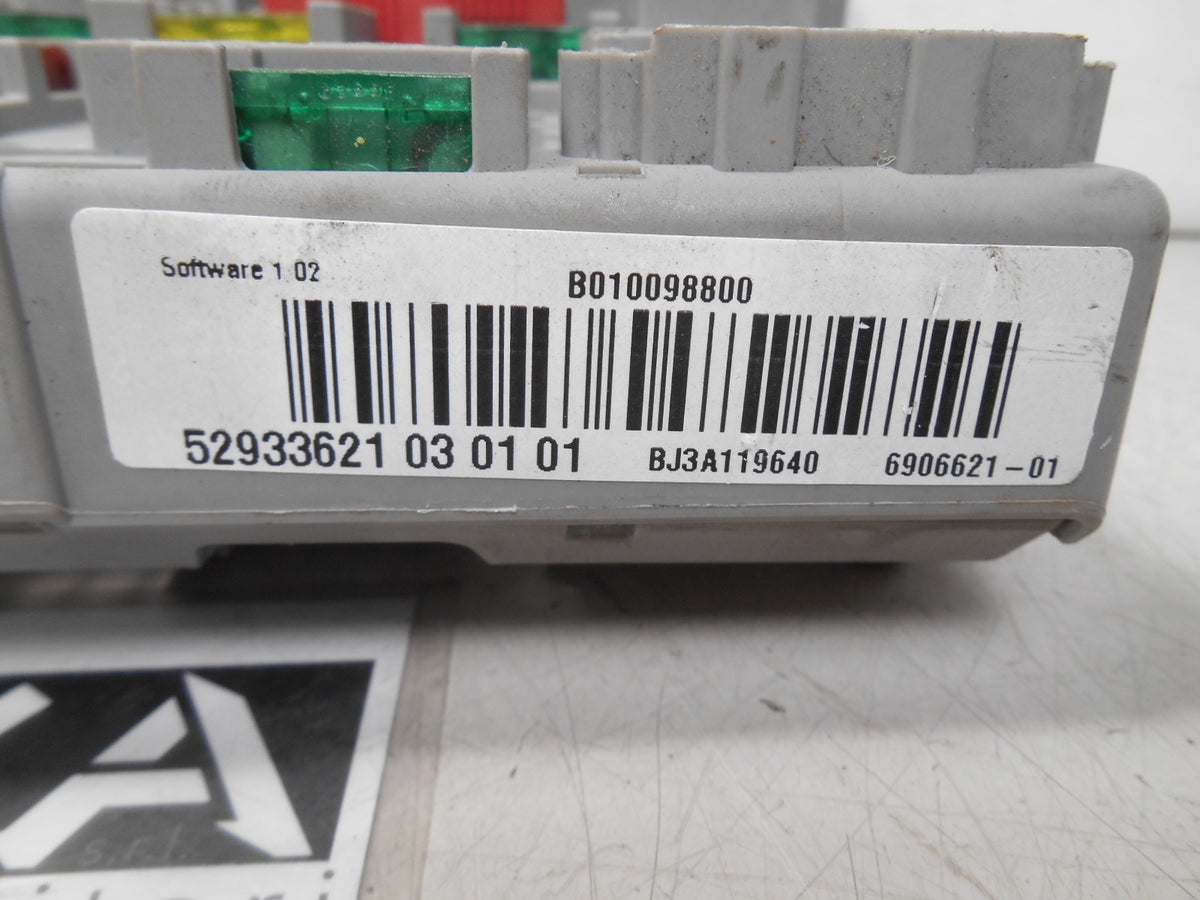 Software 1 02
B010098800
52933621 03 01 01 BJ3A119640 6906621-01
s.r.l.